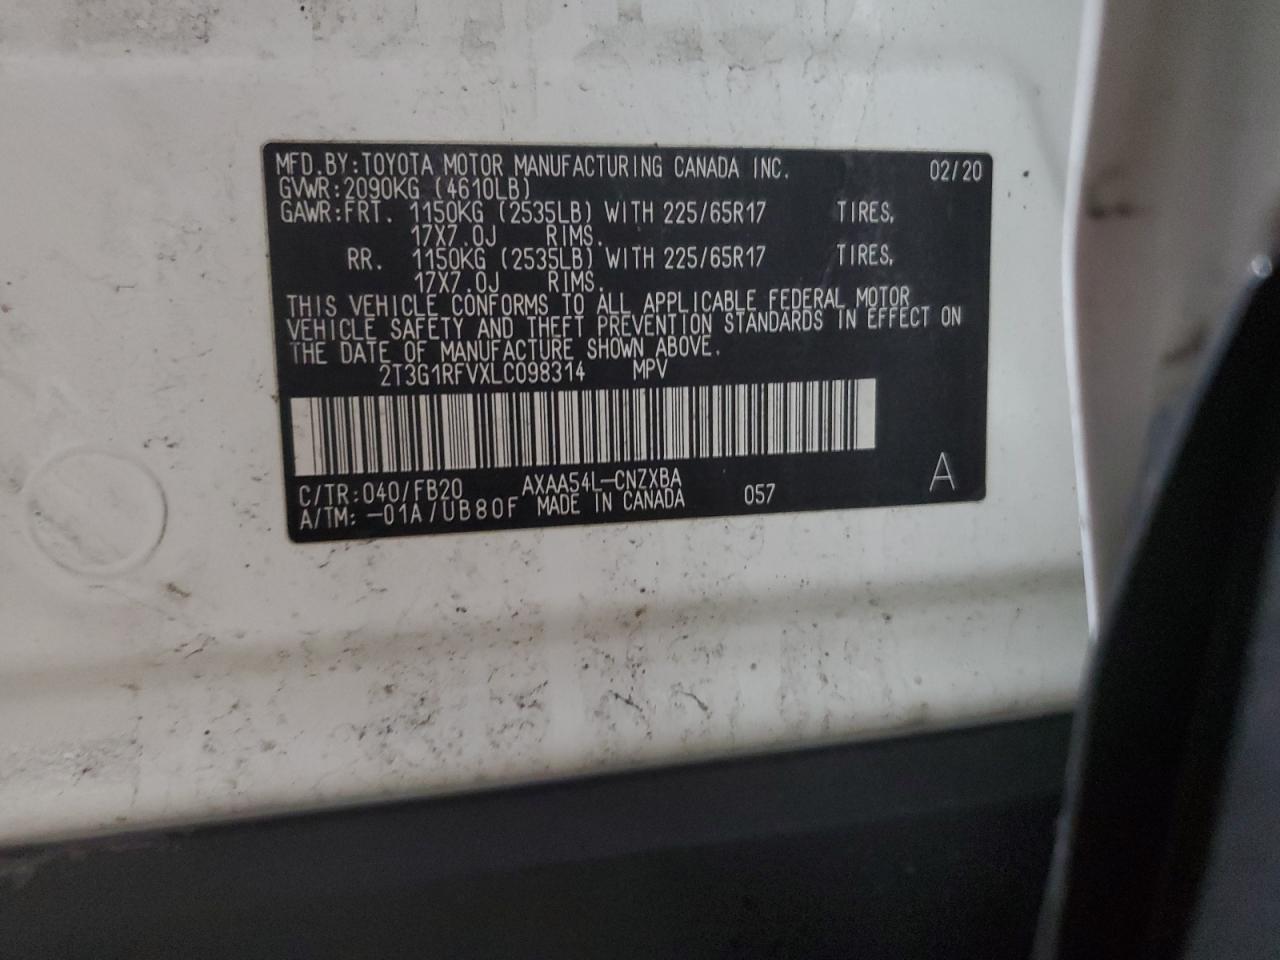 MFD.BY:TOYOTA MOTOR MANUFACTURING CANADA INC. 02/20
GVWR:2090KG (4610LB)
GAWR:FRT. 1150KG (2535LB) WITH 225/65R17 TIRES,
17X7.0J RIMS.
RR. 1150KG (2535LB) WITH 225/65R17 TIRES,
17X7.0J RIMS.
THIS VEHICLE CONFORMS TO ALL APPLICABLE FEDERAL MOTOR
VEHICLE SAFETY AND THEFT PREVENTION STANDARDS IN EFFECT ON
THE DATE OF MANUFACTURE SHOWN ABOVE.
2T3G1RFVXLC098314 MPV
C/TR:040/FB20 AXAA54L-CNZXBA
A/TM:-01A/UB80F MADE IN CANADA 057 A